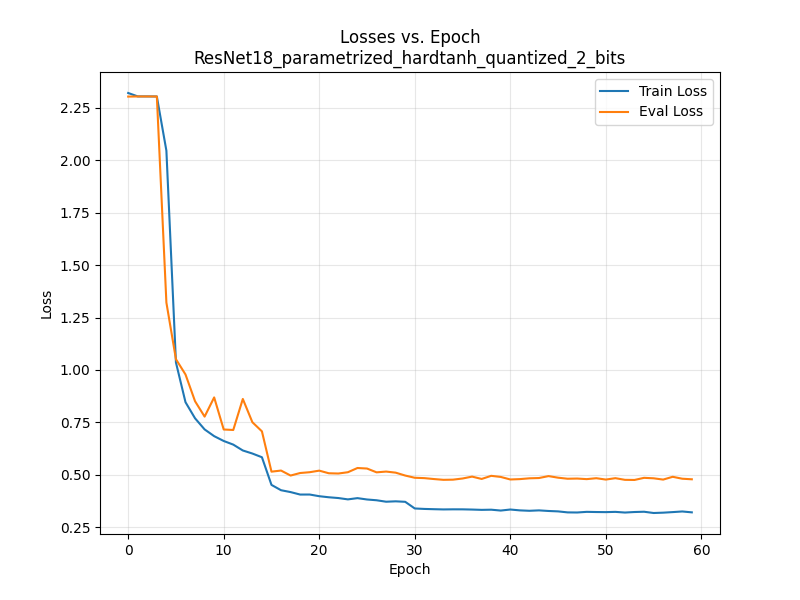 Losses vs. Epoch
ResNet18_parametrized_hardtanh_quantized_2_bits
Train Loss
Eval Loss
2.25
2.00
1.75
1.50
1.25
1.00
0.75
0.50
0.25
Loss
0 10 20 30 40 50 60
Epoch